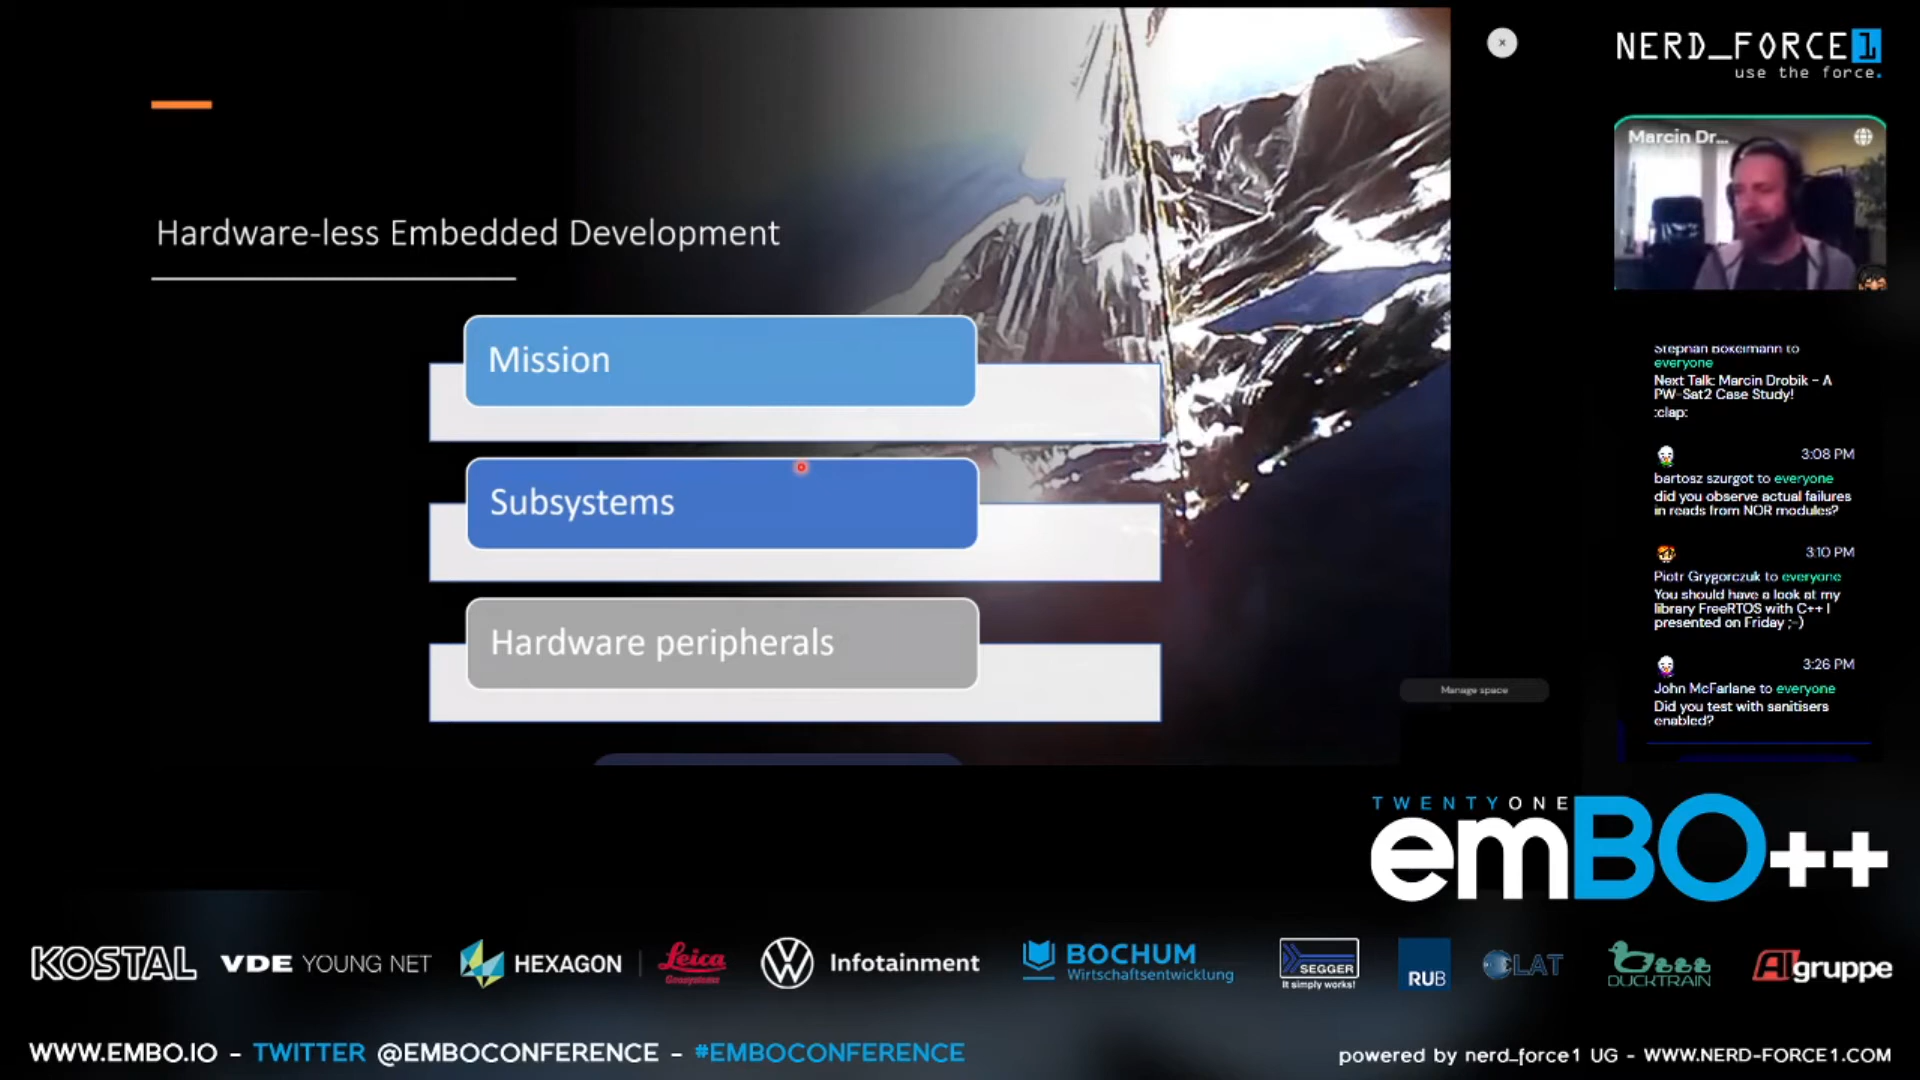 Hardware-less Embedded Development
Mission
Subsystems
Hardware peripherals
×
Manage space
NERD_FORCE1
use the force.
Marcin Dr...
Stephan Bokelmann to
everyone
Next Talk: Marcin Drobik - A
PW-Sat2 Case Study!
:clap:
3:08 PM
bartosz szurgot to everyone
did you observe actual failures
in reads from NOR modules?
3:10 PM
Piotr Grygorczuk to everyone
You should have a look at my
library FreeRTOS with C++ I
presented on Friday ;-)
3:26 PM
John McFarlane to everyone
Did you test with sanitisers
enabled?
TWENTYONE
emBO++
KOSTAL
VDE YOUNG NET
HEXAGON
Leica
Geosystems
Infotainment
BOCHUM
Wirtschaftsentwicklung
SEGGER
It simply works!
RUB
LAT
DUCKTRAIN
AIgruppe
WWW.EMBO.IO - TWITTER @EMBOCONFERENCE - #EMBOCONFERENCE
powered by nerd_force1 UG - WWW.NERD-FORCE1.COM